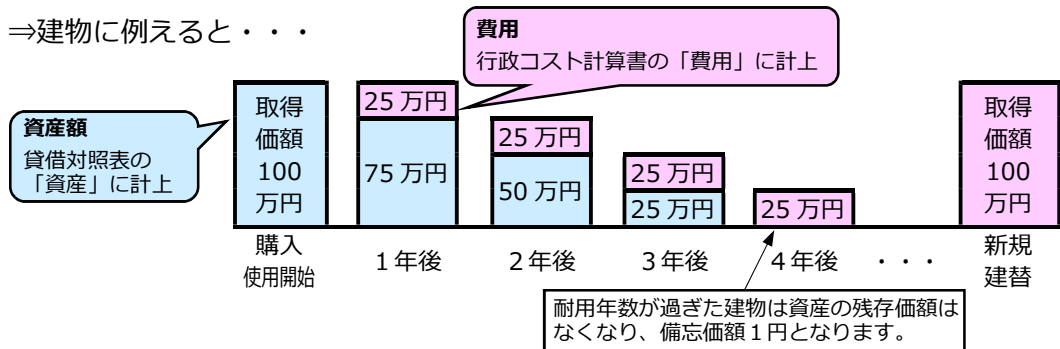 ⇒建物に例えると・・・
費用
行政コスト計算書の「費用」に計上
資産額
貸借対照表の
「資産」に計上
取得
価額
100
万円
25万円
75万円
25万円
50万円
25万円
25万円
25万円
取得
価額
100
万円
購入
使用開始
1年後
2年後
3年後
4年後
・・・
新規
建替
耐用年数が過ぎた建物は資産の残存価額は
なくなり、備忘価額1円となります。